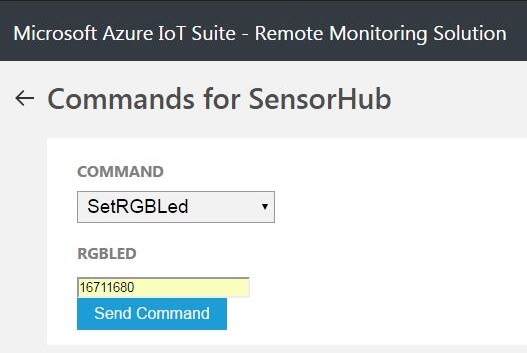 Microsoft Azure IoT Suite - Remote Monitoring Solution
← Commands for SensorHub
COMMAND
SetRGBLed
RGBLED
16711680
Send Command